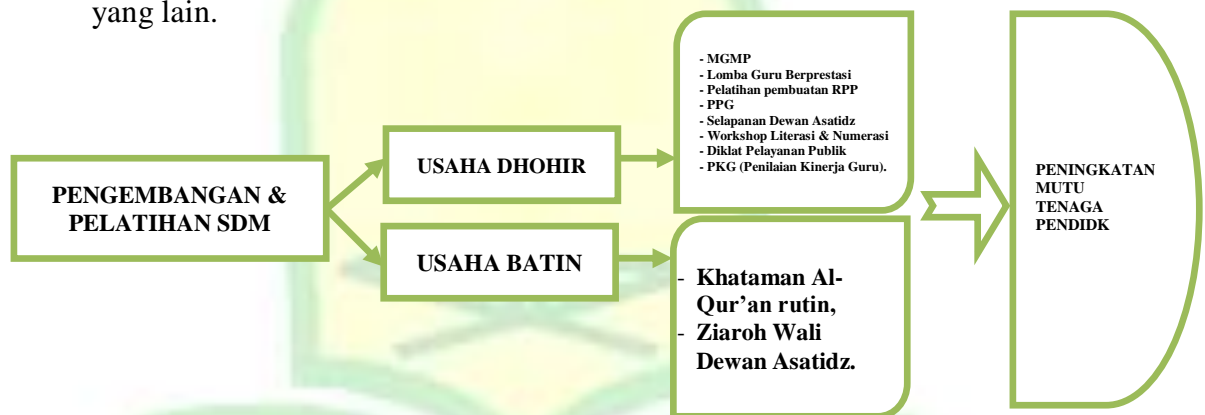 yang lain.
PENGEMBANGAN &
PELATIHAN SDM
USAHA DHOHIR
- MGMP
- Lomba Guru Berprestasi
- Pelatihan pembuatan RPP
- PPG
- Selapanan Dewan Asatidz
- Workshop Literasi & Numerasi
- Diklat Pelayanan Publik
- PKG (Penilaian Kinerja Guru).
USAHA BATIN
- Khataman Al-
Qur’an rutin,
- Ziaroh Wali
Dewan Asatidz.
PENINGKATAN
MUTU
TENAGA
PENDIDK